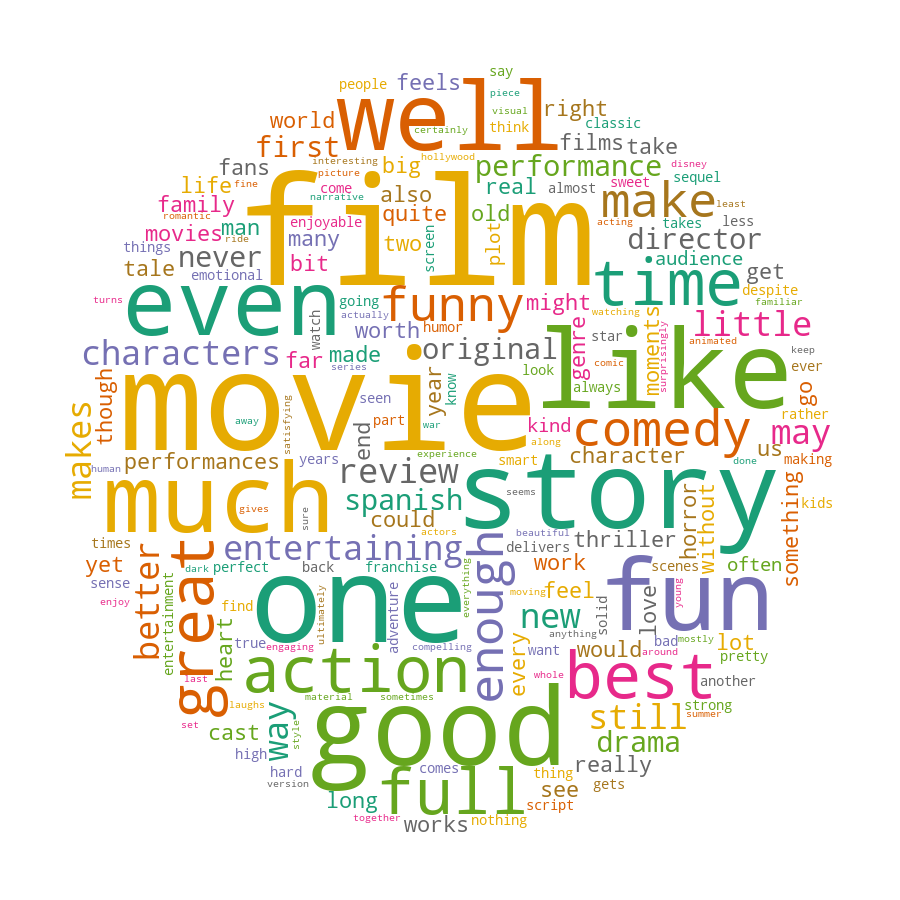 say
people
feels
well
piece
visual
world
certainly
think
right
classic
first
films
take
fans
interesting
picture
big
hollywood
performance
disney
sequel
life
fine
come
narrative
also
real
almost
sweet
make
least
family
romantic
film
quite
old
acting
takes
less
movies
man
enjoyable
many
two
screen
plot
director
things
ride
never
bit
audience
tale
emotional
time
get
despite
familiar
turns
even
going
actually
funny
might
watching
little
watch
worth
humor
original
genre
star
moments
surprisingly
animated
characters
far
made
series
look
comic
keep
ever
though
movie
seen
year
know
like
always
go
rather
makes
away
satisfying
part
war
kind
comedy
may
along
human
performances
years
end
experience
smart
character
us
done
making
much
gives
review
seems
story
kids
sure
spanish
could
actors
beautiful
thriller
horror
without
something
times
entertaining
enough
delivers
yet
better
great
sense
dark
perfect
back
franchise
everything
work
scenes
often
enjoy
entertainment
one
moving
feel
fun
young
find
ultimately
adventure
new
solid
love
heart
true
engaging
compelling
anything
bad
mostly
lot
want
would
around
pretty
last
action
every
whole
best
another
laughs
material
sometimes
strong
set
cast
way
style
good
still
summer
high
drama
hard
comes
thing
really
version
full
see
gets
long
script
together
works
nothing